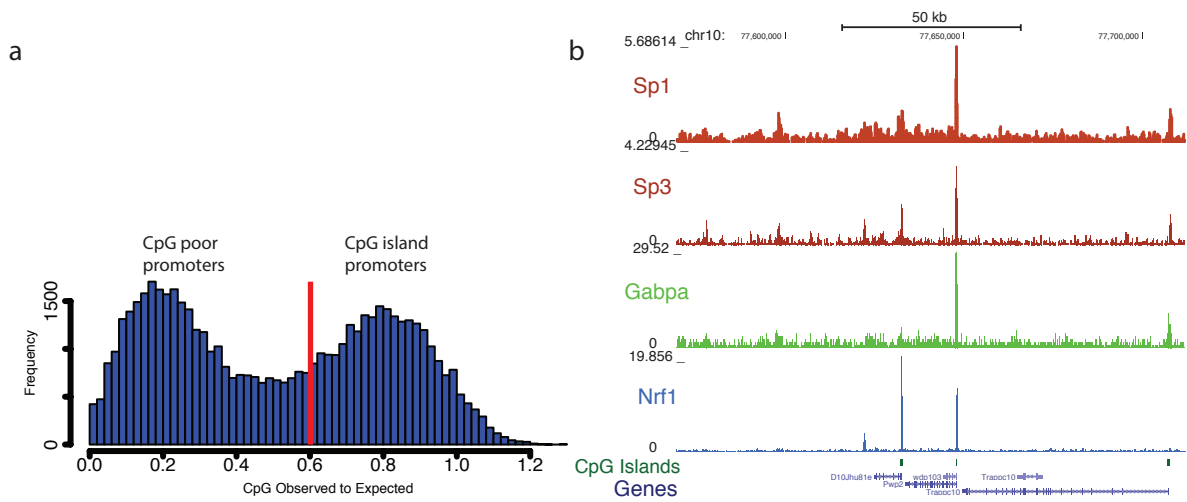 a
CpG poor
promoters
CpG island
promoters
1500
0
Frequency
0.0 0.2 0.4 0.6 0.8 1.0 1.2
CpG Observed to Expected
b
50 kb
chr10: 77,600,000 77,650,000 77,700,000
5.68614 _
Sp1
0
4.22945 _
Sp3
0
29.52 _
Gabpa
0
19.856 _
Nrf1
0
CpG Islands
Genes
D10Jhu81e
Pwp2
Trappc10
Trappc10